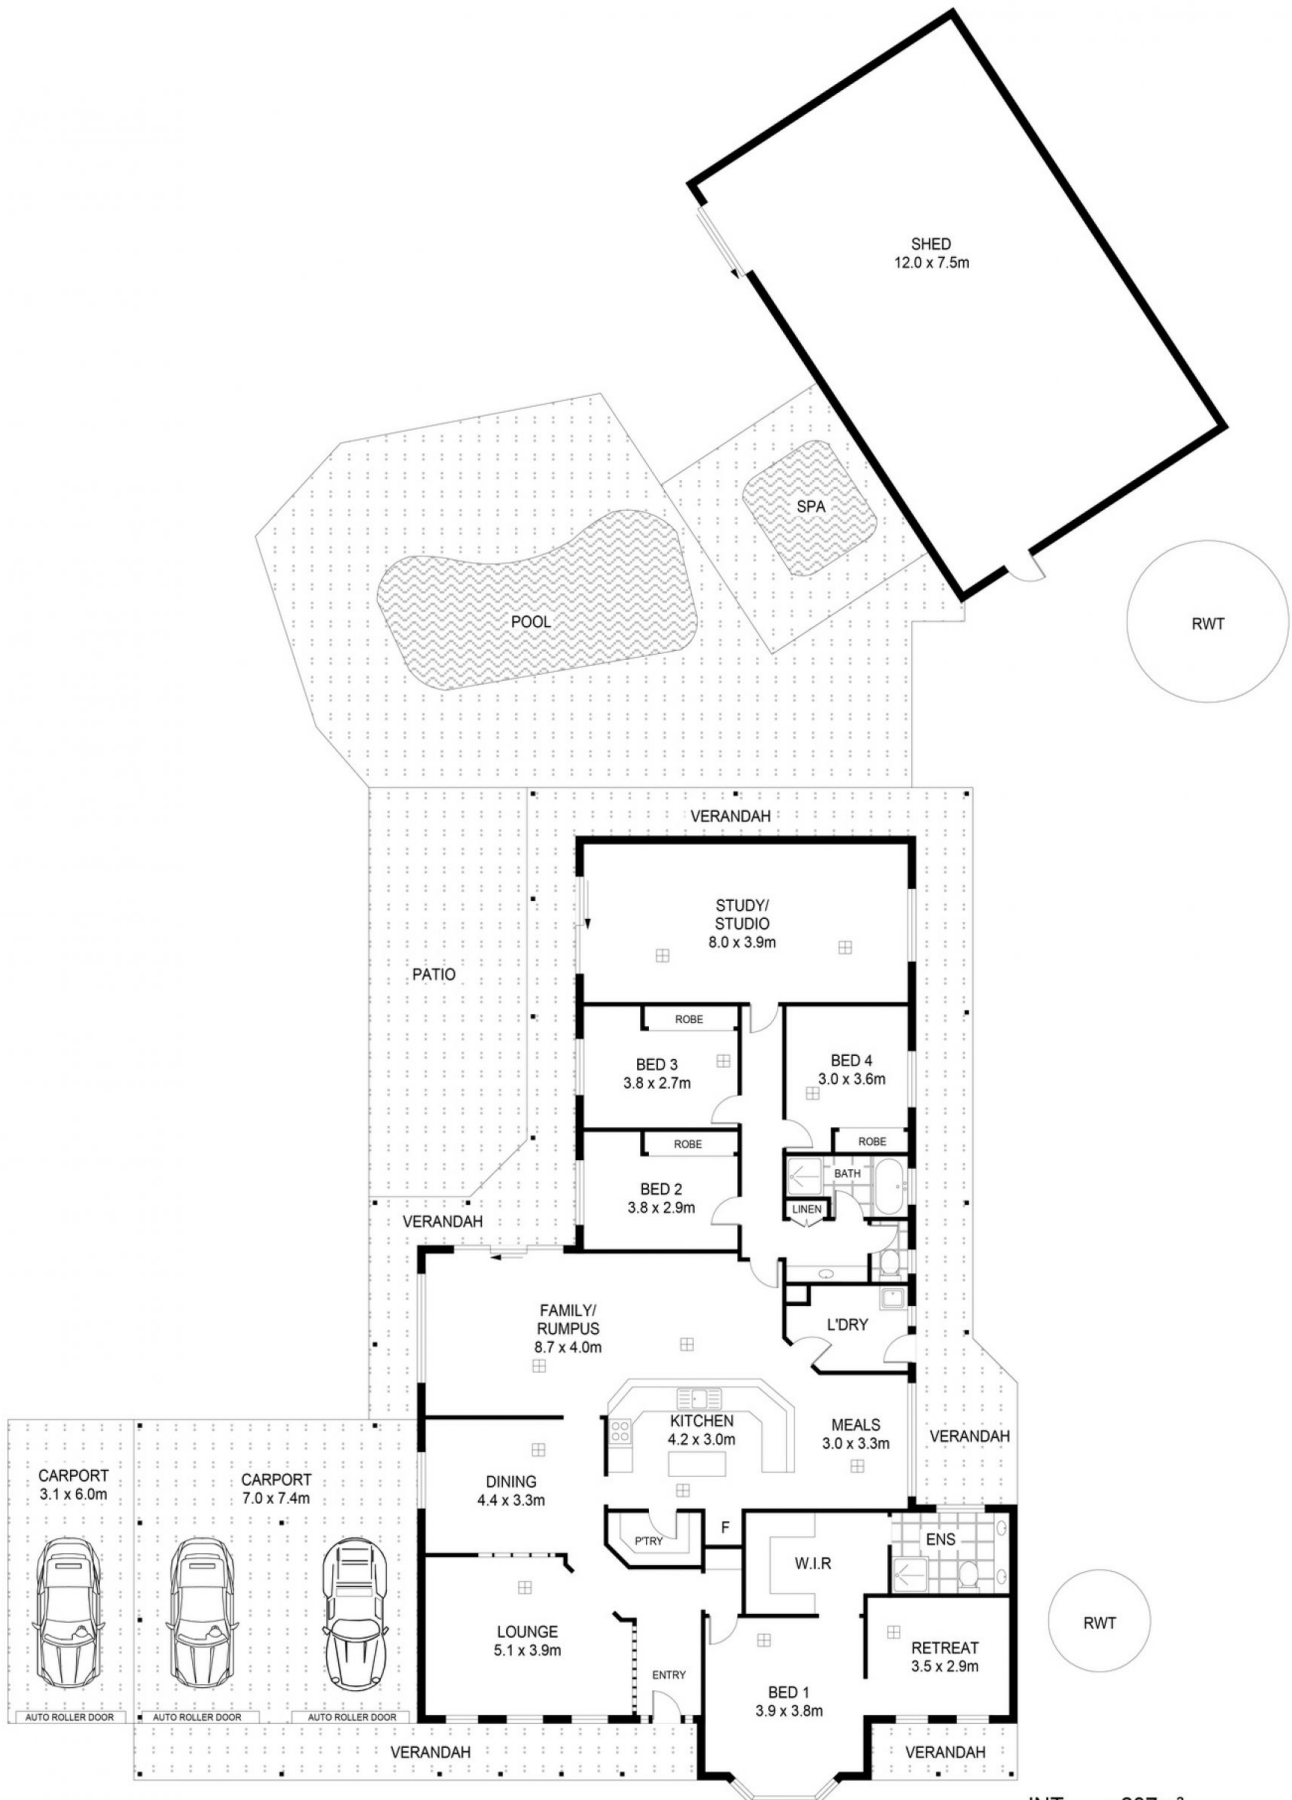 SHED
12.0 x 7.5m
SPA
POOL
RWT
VERANDAH
STUDY/
STUDIO
8.0 x 3.9m
PATIO
ROBE
BED 3
3.8 x 2.7m
BED 4
3.0 x 3.6m
ROBE
ROBE
BATH
BED 2
3.8 x 2.9m
LINEN
VERANDAH
FAMILY/
RUMPUS
8.7 x 4.0m
L'DRY
KITCHEN
4.2 x 3.0m
MEALS
3.0 x 3.3m
VERANDAH
CARPORT
3.1 x 6.0m
CARPORT
7.0 x 7.4m
DINING
4.4 x 3.3m
P'TRY
F
W.I.R
ENS
LOUNGE
5.1 x 3.9m
RWT
RETREAT
3.5 x 2.9m
ENTRY
BED 1
3.9 x 3.8m
AUTO ROLLER DOOR
AUTO ROLLER DOOR
AUTO ROLLER DOOR
VERANDAH
VERANDAH